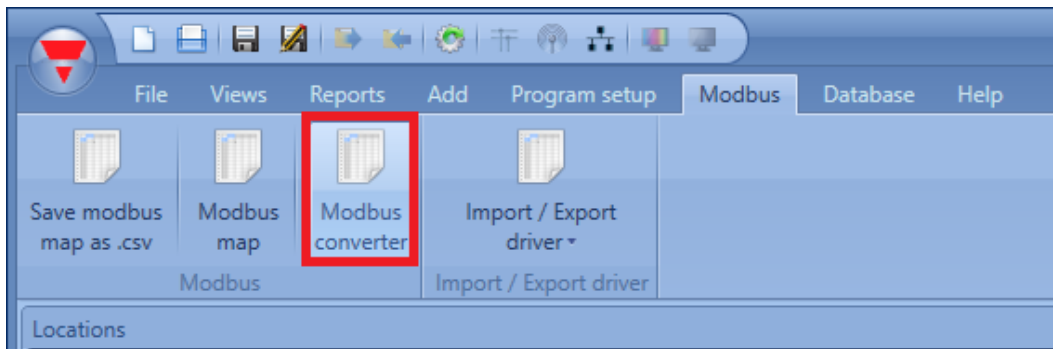 File Views Reports Add Program setup Modbus Database Help
Save modbus map as .csv
Modbus map
Modbus converter
Import / Export driver
Modbus
Import / Export driver
Locations